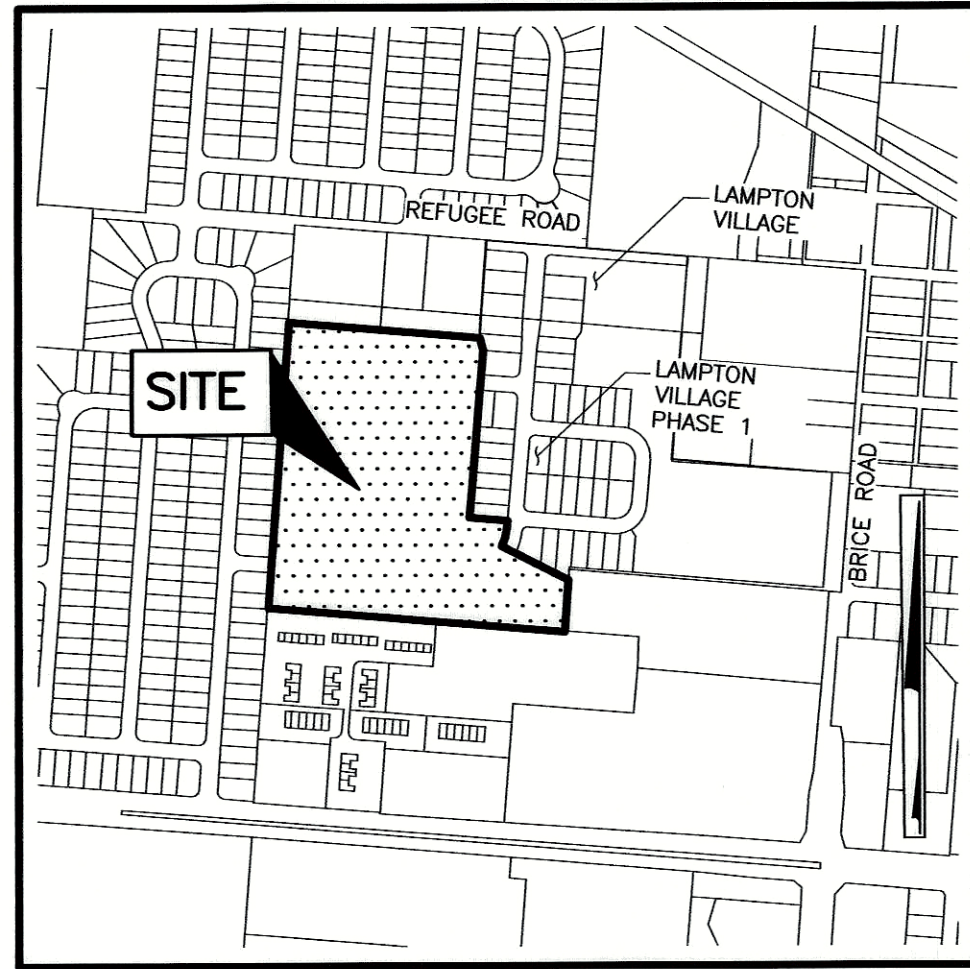 LAMPTON
VILLAGE
REFUGEE ROAD
SITE
LAMPTON
VILLAGE
PHASE 1
BRICE ROAD